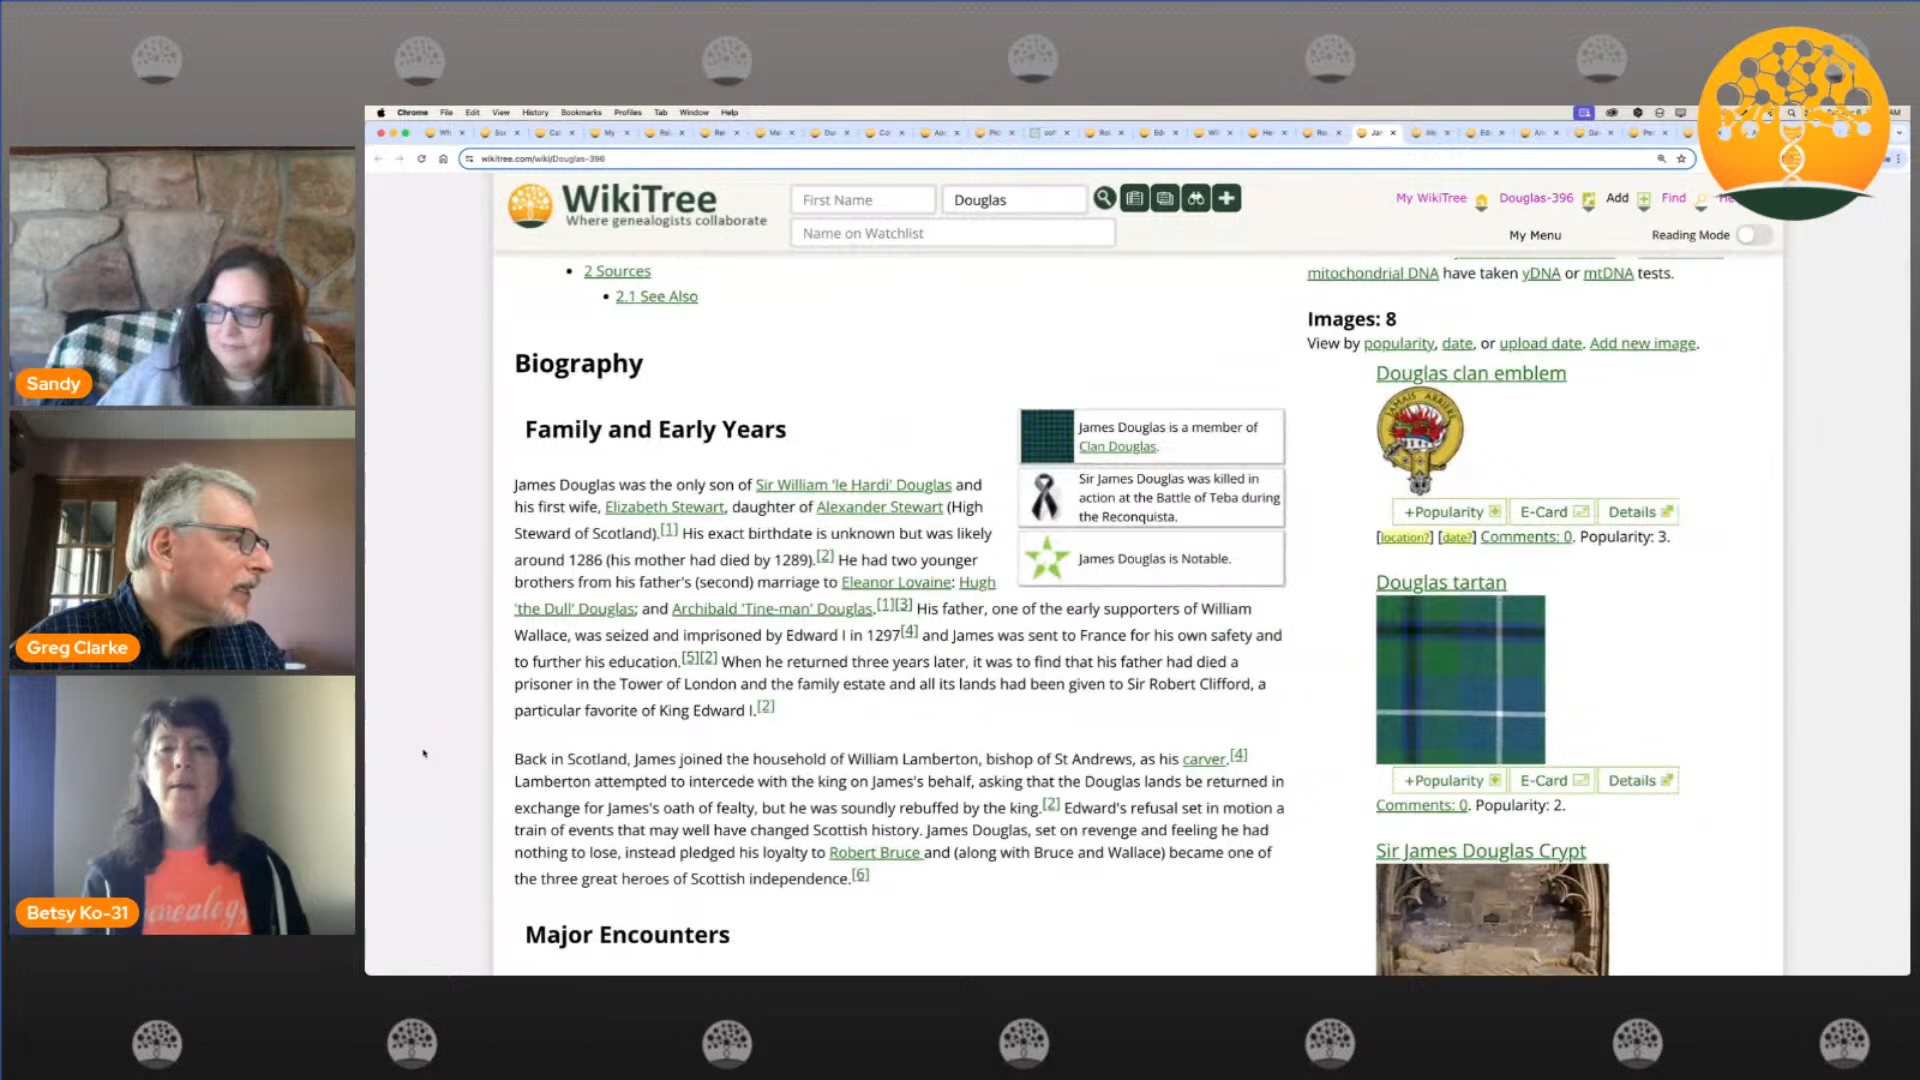 Chrome File Edit View History Bookmarks Profiles Tab Window Help
wikitree.com/wiki/Douglas-396
WikiTree
Where genealogists collaborate
First Name
Douglas
Name on Watchlist
My WikiTree
Douglas-396
Add
Find
My Menu
Reading Mode
2 Sources
2.1 See Also
Biography
Family and Early Years
James Douglas is a member of
Clan Douglas.
Sir James Douglas was killed in
action at the Battle of Teba during
the Reconquista.
James Douglas is Notable.
James Douglas was the only son of Sir William 'le Hardi' Douglas and
his first wife, Elizabeth Stewart, daughter of Alexander Stewart (High
Steward of Scotland).[1] His exact birthdate is unknown but was likely
around 1286 (his mother had died by 1289).[2] He had two younger
brothers from his father's (second) marriage to Eleanor Lovaine: Hugh
'the Dull' Douglas; and Archibald 'Tine-man' Douglas.[1][3] His father, one of the early supporters of William
Wallace, was seized and imprisoned by Edward I in 1297[4] and James was sent to France for his own safety and
to further his education.[5][2] When he returned three years later, it was to find that his father had died a
prisoner in the Tower of London and the family estate and all its lands had been given to Sir Robert Clifford, a
particular favorite of King Edward I.[2]
Back in Scotland, James joined the household of William Lamberton, bishop of St Andrews, as his carver.[4]
Lamberton attempted to intercede with the king on James's behalf, asking that the Douglas lands be returned in
exchange for James's oath of fealty, but he was soundly rebuffed by the king.[2] Edward's refusal set in motion a
train of events that may well have changed Scottish history. James Douglas, set on revenge and feeling he had
nothing to lose, instead pledged his loyalty to Robert Bruce and (along with Bruce and Wallace) became one of
the three great heroes of Scottish independence.[6]
Major Encounters
mitochondrial DNA have taken yDNA or mtDNA tests.
Images: 8
View by popularity, date, or upload date. Add new image.
Douglas clan emblem
JAMAIS ARRIERE
+Popularity E-Card Details
[location?] [date?] Comments: 0. Popularity: 3.
Douglas tartan
+Popularity E-Card Details
Comments: 0. Popularity: 2.
Sir James Douglas Crypt
Sandy
Greg Clarke
genealogy
Betsy Ko-31